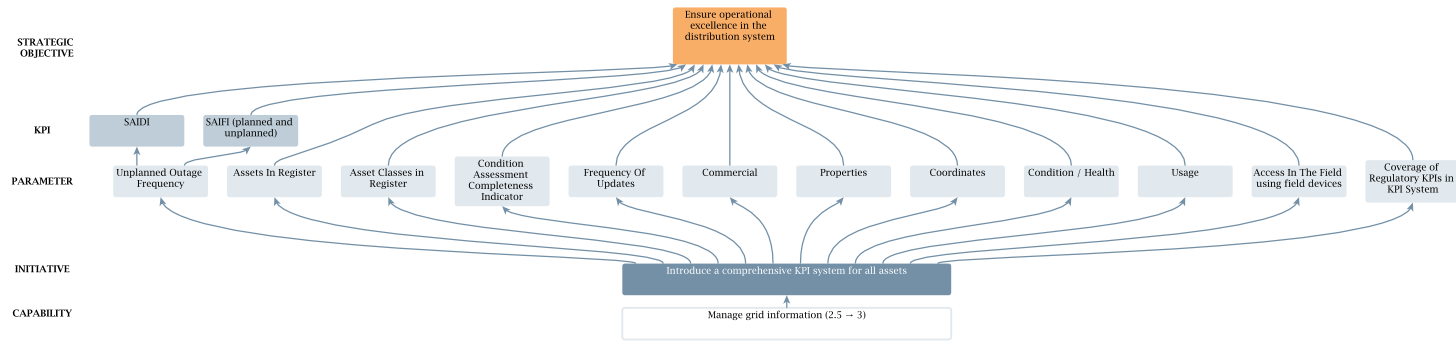 STRATEGIC
OBJECTIVE
Ensure operational
excellence in the
distribution system
KPI
SAIDI
SAIFI (planned and
unplanned)
PARAMETER
Unplanned Outage
Frequency
Assets In Register
Asset Classes in
Register
Condition
Assessment
Completeness
Indicator
Frequency Of
Updates
Commercial
Properties
Coordinates
Condition / Health
Usage
Access In The Field
using field devices
Coverage of
Regulatory KPIs in
KPI System
INITIATIVE
Introduce a comprehensive KPI system for all assets
CAPABILITY
Manage grid information (2.5 → 3)